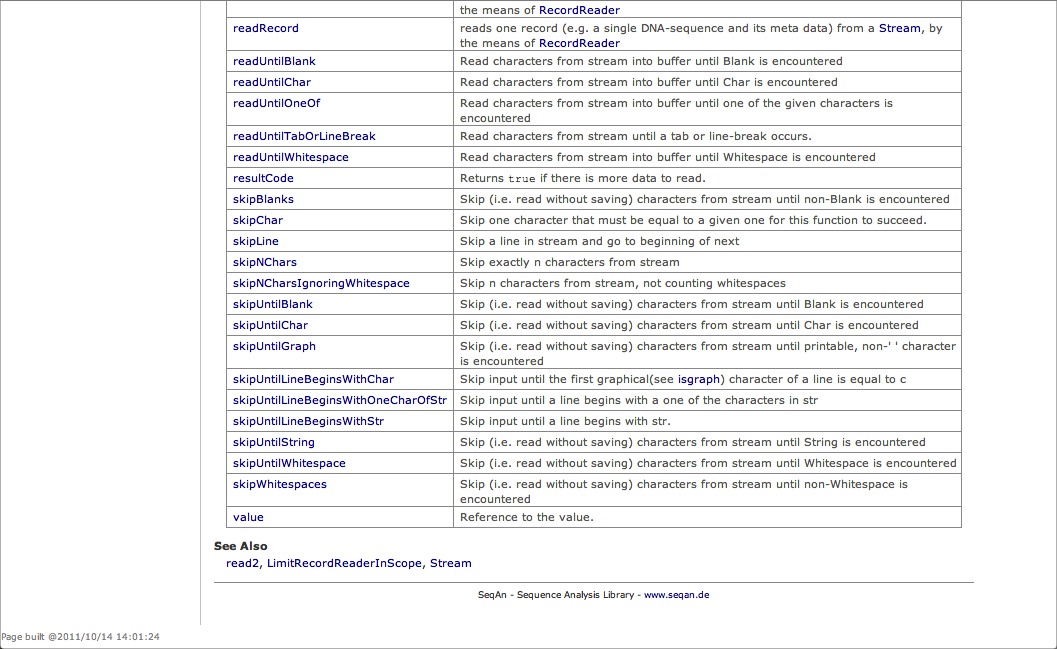 the means of RecordReader
readRecord reads one record (e.g. a single DNA-sequence and its meta data) from a Stream, by
the means of RecordReader
readUntilBlank Read characters from stream into buffer until Blank is encountered
readUntilChar Read characters from stream into buffer until Char is encountered
readUntilOneOf Read characters from stream into buffer until one of the given characters is
encountered
readUntilTabOrLineBreak Read characters from stream until a tab or line-break occurs.
readUntilWhitespace Read characters from stream into buffer until Whitespace is encountered
resultCode Returns true if there is more data to read.
skipBlanks Skip (i.e. read without saving) characters from stream until non-Blank is encountered
skipChar Skip one character that must be equal to a given one for this function to succeed.
skipLine Skip a line in stream and go to beginning of next
skipNChars Skip exactly n characters from stream
skipNCharsIgnoringWhitespace Skip n characters from stream, not counting whitespaces
skipUntilBlank Skip (i.e. read without saving) characters from stream until Blank is encountered
skipUntilChar Skip (i.e. read without saving) characters from stream until Char is encountered
skipUntilGraph Skip (i.e. read without saving) characters from stream until printable, non-' ' character
is encountered
skipUntilLineBeginsWithChar Skip input until the first graphical(see isgraph) character of a line is equal to c
skipUntilLineBeginsWithOneCharOfStr Skip input until a line begins with a one of the characters in str
skipUntilLineBeginsWithStr Skip input until a line begins with str.
skipUntilString Skip (i.e. read without saving) characters from stream until String is encountered
skipUntilWhitespace Skip (i.e. read without saving) characters from stream until Whitespace is encountered
skipWhitespaces Skip (i.e. read without saving) characters from stream until non-Whitespace is
encountered
value Reference to the value.
See Also
read2, LimitRecordReaderInScope, Stream
SeqAn - Sequence Analysis Library - www.seqan.de
Page built @2011/10/14 14:01:24